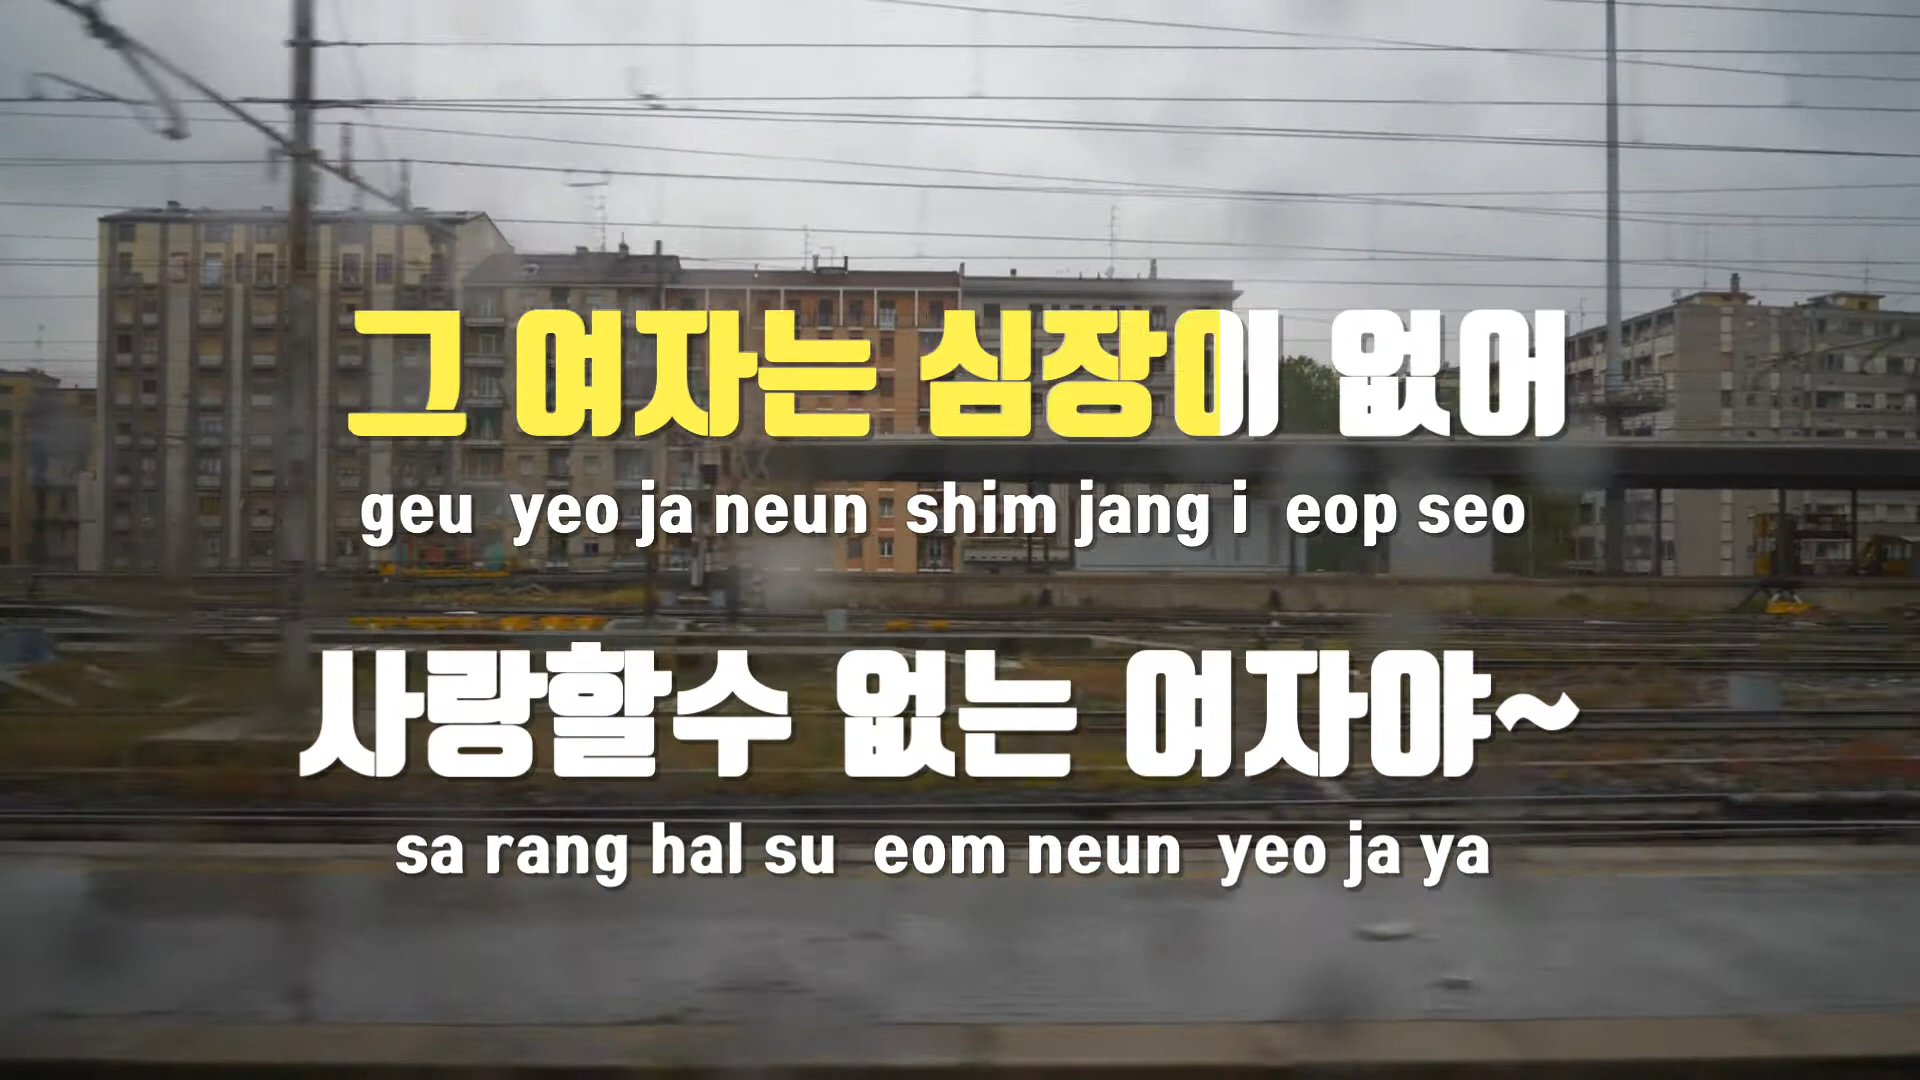 그 여자는 심장이 없어
geu yeo ja neun shim jang i eop seo
사랑할수 없는 여자야~
sa rang hal su eom neun yeo ja ya